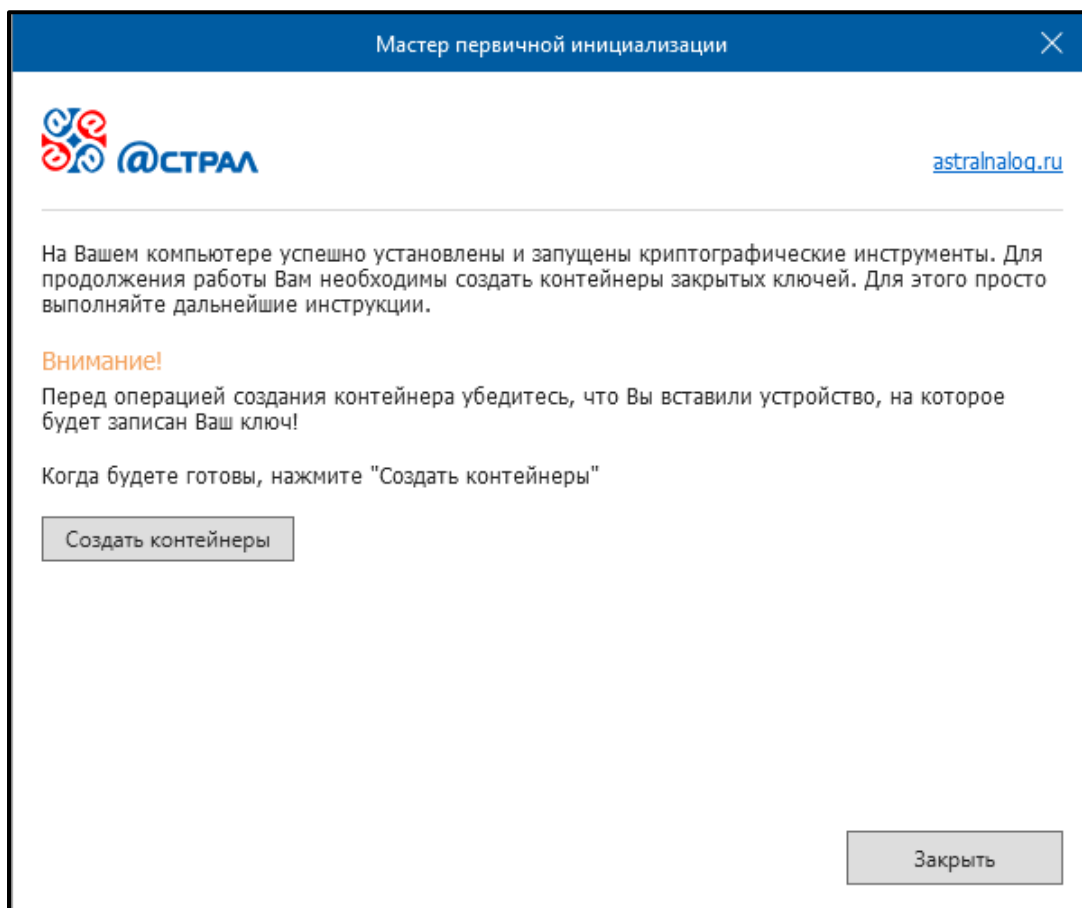 Мастер первичной инициализации
@СТРАЛ
astralnalog.ru
На Вашем компьютере успешно установлены и запущены криптографические инструменты. Для
продолжения работы Вам необходимы создать контейнеры закрытых ключей. Для этого просто
выполняйте дальнейшие инструкции.
Внимание!
Перед операцией создания контейнера убедитесь, что Вы вставили устройство, на которое
будет записан Ваш ключ!
Когда будете готовы, нажмите "Создать контейнеры"
Создать контейнеры
Закрыть